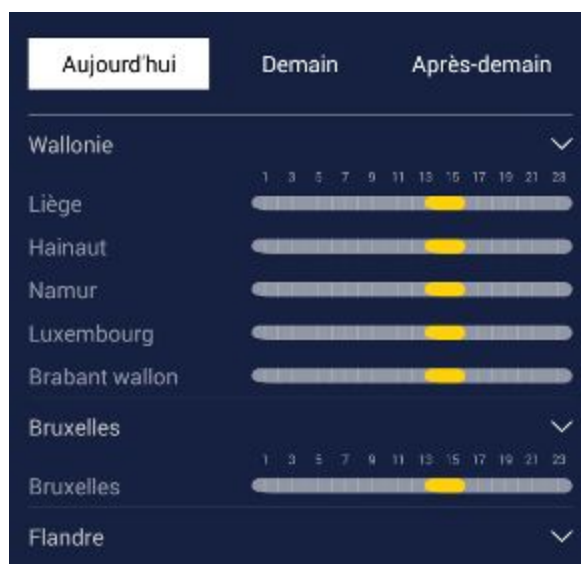 Aujourd'hui Demain Après-demain
Wallonie
1 3 5 7 9 11 13 15 17 19 21 23
Liège
Hainaut
Namur
Luxembourg
Brabant wallon
Bruxelles
1 3 5 7 9 11 13 15 17 19 21 23
Bruxelles
Flandre